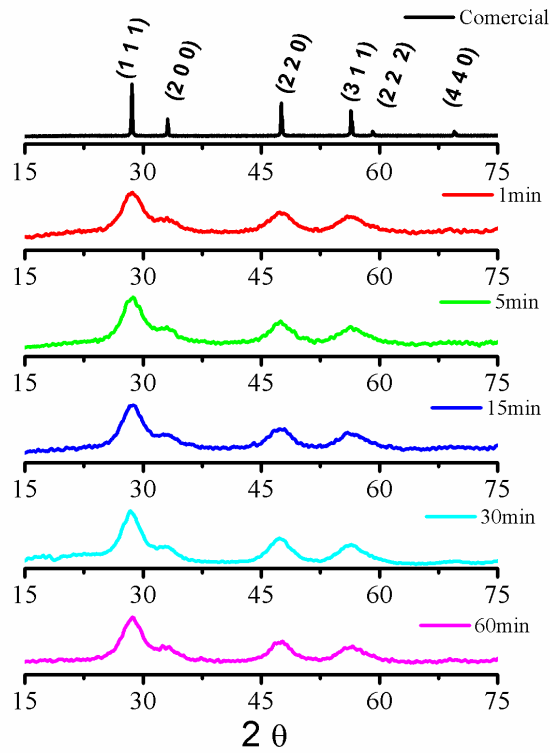 Comercial
(1 1 1)
(2 0 0)
(2 2 0)
(3 1 1)
(2 2 2)
(4 4 0)
15 30 45 60 75
1min
15 30 45 60 75
5min
15 30 45 60 75
15min
15 30 45 60 75
30min
15 30 45 60 75
60min
15 30 45 60 75
2 θ